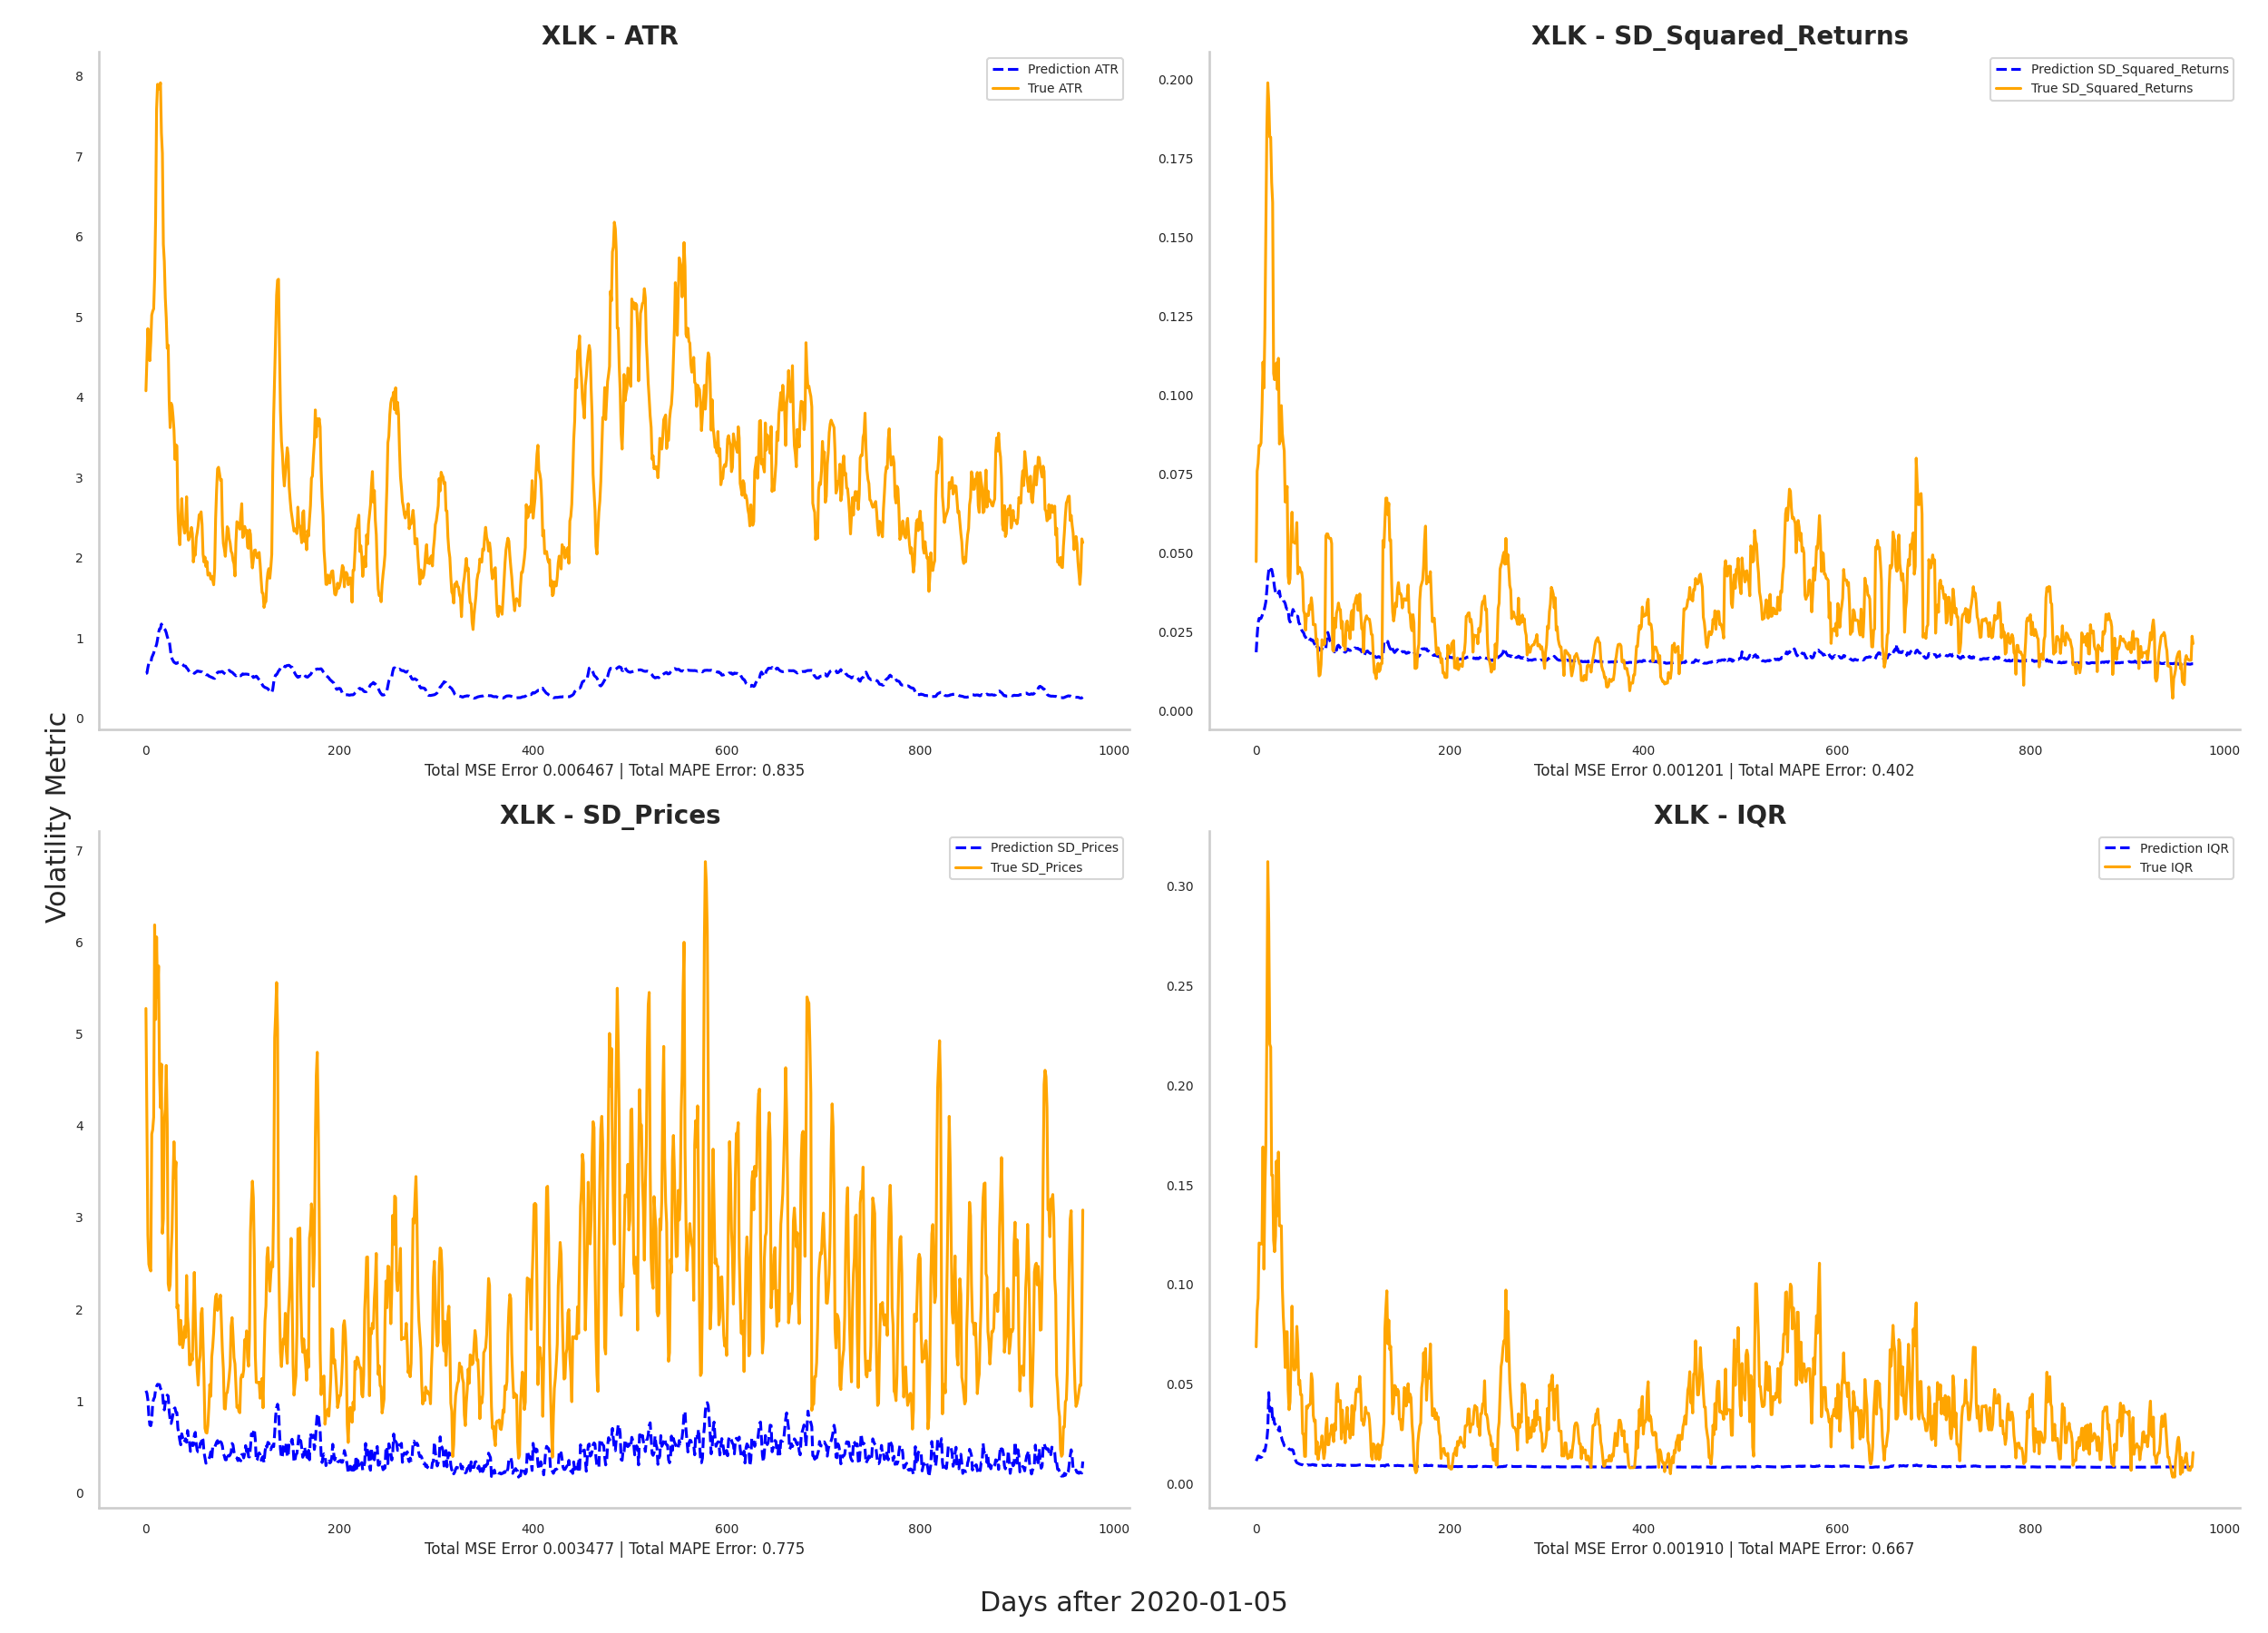 XLK - ATR
Prediction ATR
True ATR
8
7
6
5
4
3
2
1
0
0 200 400 600 800 1000
Total MSE Error 0.006467 | Total MAPE Error: 0.835
XLK - SD_Squared_Returns
Prediction SD_Squared_Returns
True SD_Squared_Returns
0.200
0.175
0.150
0.125
0.100
0.075
0.050
0.025
0.000
0 200 400 600 800 1000
Total MSE Error 0.001201 | Total MAPE Error: 0.402
Volatility Metric
XLK - SD_Prices
Prediction SD_Prices
True SD_Prices
7
6
5
4
3
2
1
0
0 200 400 600 800 1000
Total MSE Error 0.003477 | Total MAPE Error: 0.775
XLK - IQR
Prediction IQR
True IQR
0.30
0.25
0.20
0.15
0.10
0.05
0.00
0 200 400 600 800 1000
Total MSE Error 0.001910 | Total MAPE Error: 0.667
Days after 2020-01-05